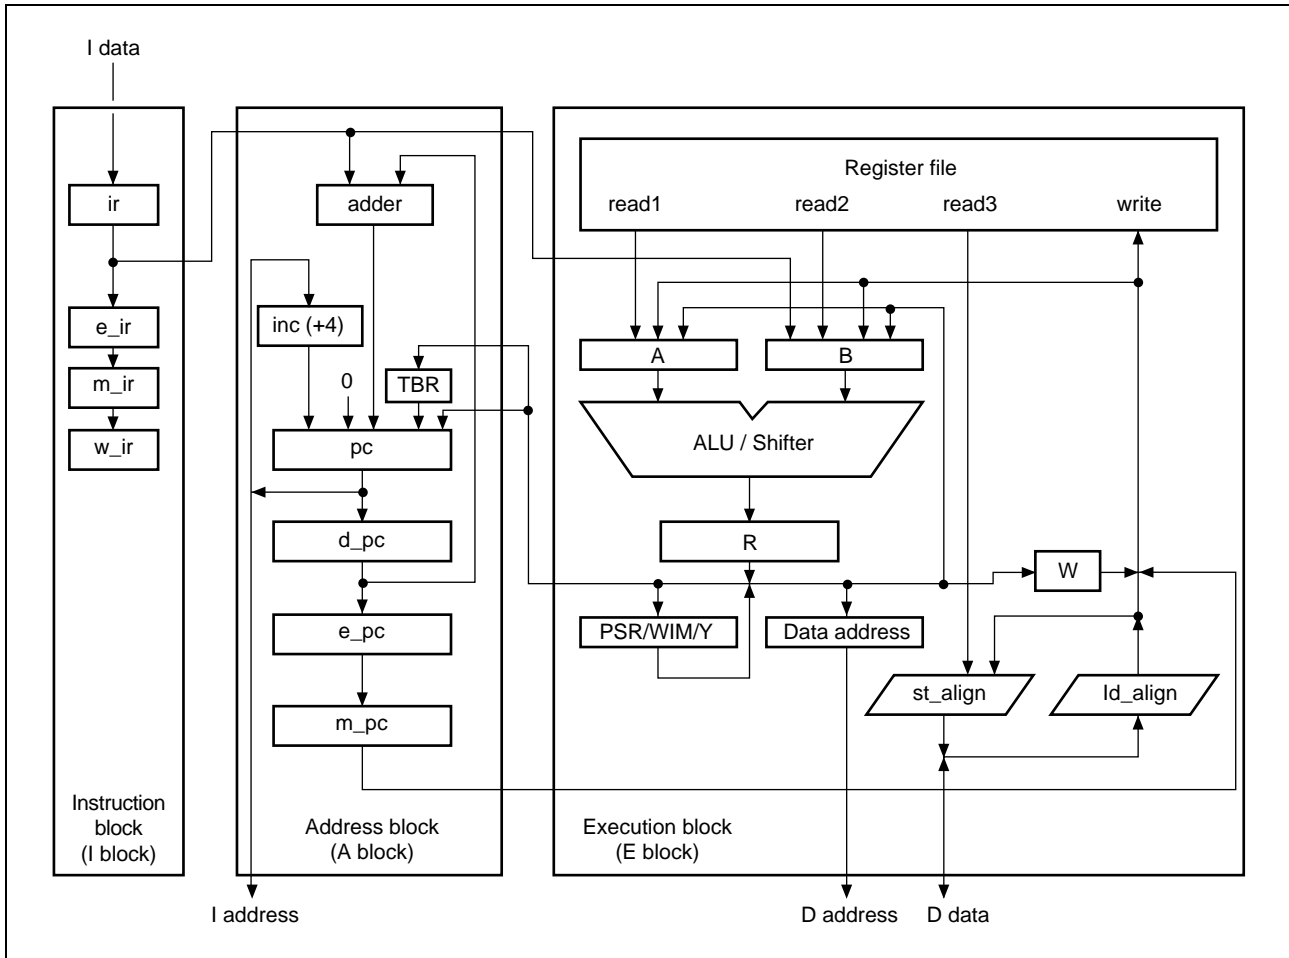 I data
Register file
ir
adder
read1
read2
read3
write
e_ir
inc (+4)
m_ir
0
TBR
A
B
w_ir
pc
ALU / Shifter
d_pc
R
W
e_pc
PSR/WIM/Y
Data address
m_pc
st_align
ld_align
Instruction
block
(I block)
Address block
(A block)
Execution block
(E block)
I address
D address
D data